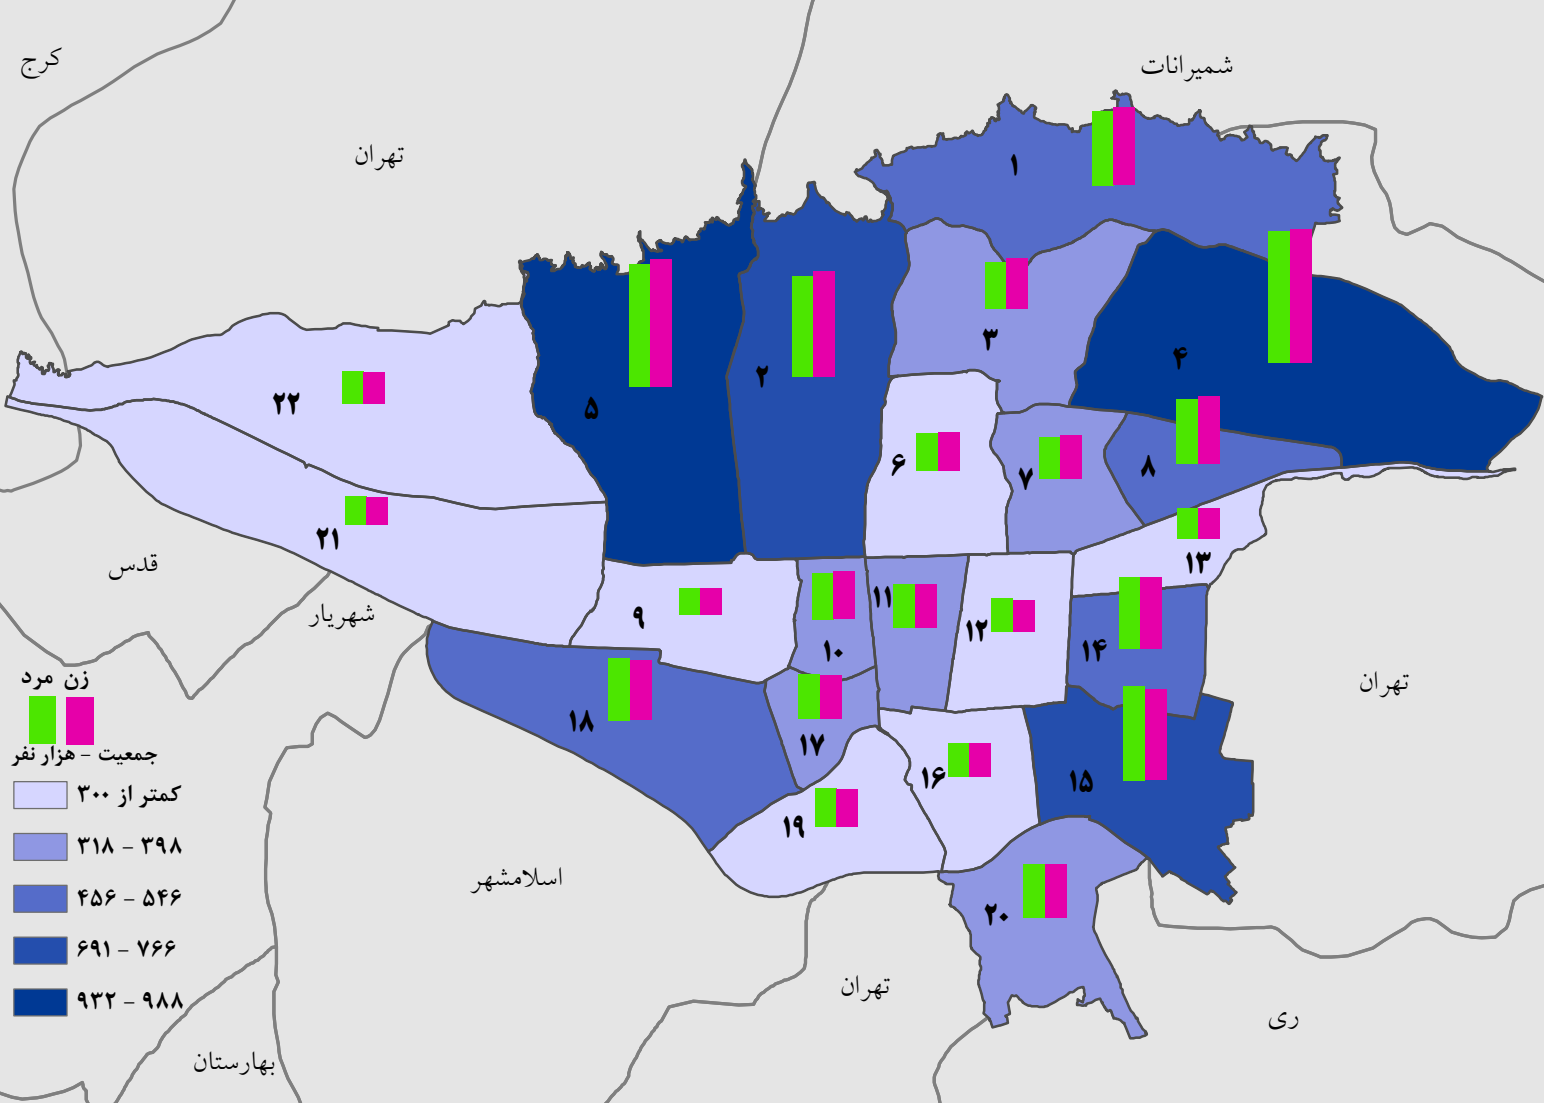 کرج
شمیرانات
تهران
۱
۳
۴
۲
۵
۲۲
۶
۷
۸
۲۱
۱۳
قدس
شهریار
۹
۱۰
۱۱
۱۲
۱۴
تهران
۱۸
۱۷
۱۶
۱۵
۱۹
۲۰
اسلامشهر
تهران
ری
بهارستان
زن مرد
جمعیت - هزار نفر
کمتر از ۳۰۰
۳۱۸ - ۳۹۸
۴۵۶ - ۵۴۶
۶۹۱ - ۷۶۶
۹۳۲ - ۹۸۸